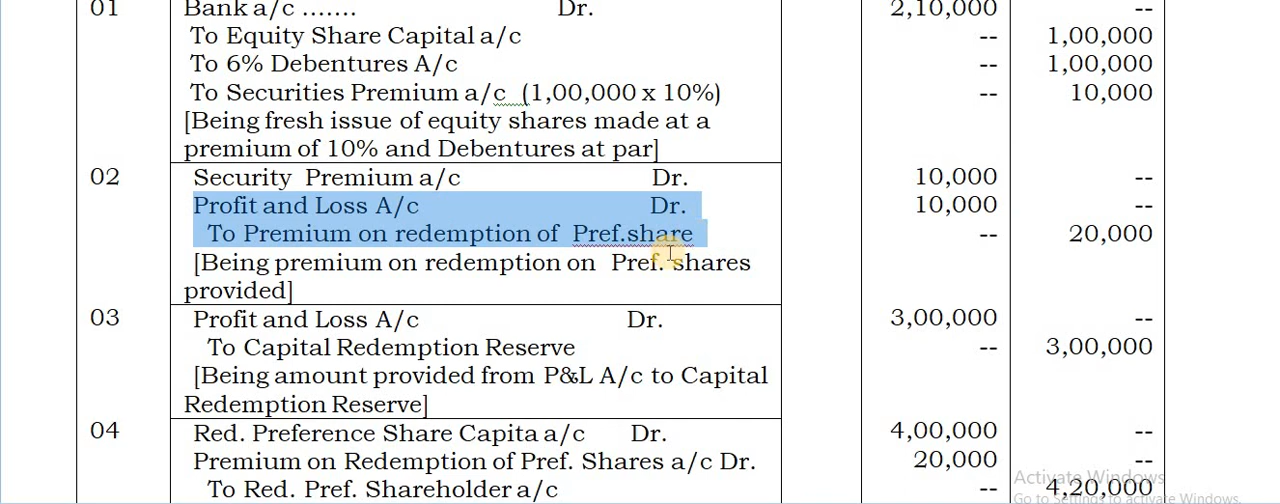 01 Bank a/c ....... Dr. 2,10,000 --
To Equity Share Capital a/c -- 1,00,000
To 6% Debentures A/c -- 1,00,000
To Securities Premium a/c (1,00,000 x 10%) -- 10,000
[Being fresh issue of equity shares made at a
premium of 10% and Debentures at par]
02 Security Premium a/c Dr. 10,000 --
Profit and Loss A/c Dr. 10,000 --
To Premium on redemption of Pref.share -- 20,000
[Being premium on redemption on Pref. shares
provided]
03 Profit and Loss A/c Dr. 3,00,000 --
To Capital Redemption Reserve -- 3,00,000
[Being amount provided from P&L A/c to Capital
Redemption Reserve]
04 Red. Preference Share Capita a/c Dr. 4,00,000 --
Premium on Redemption of Pref. Shares a/c Dr. 20,000 --
Activate Windows
To Red. Pref. Shareholder a/c -- 4,20,000
Go to Settings to activate Windows.